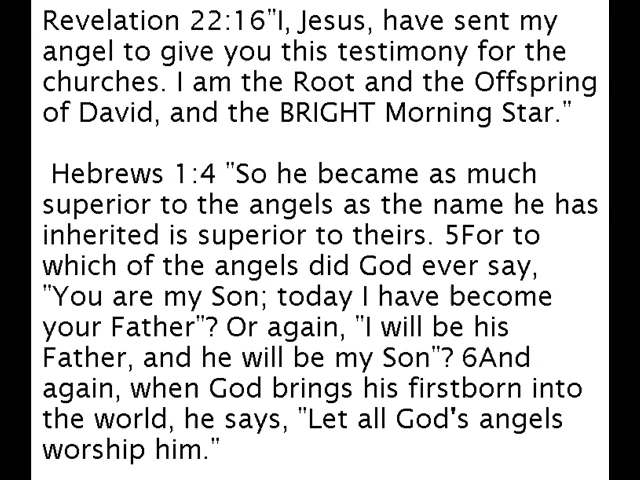 Revelation 22:16"I, Jesus, have sent my
angel to give you this testimony for the
churches. I am the Root and the Offspring
of David, and the BRIGHT Morning Star."
Hebrews 1:4 "So he became as much
superior to the angels as the name he has
inherited is superior to theirs. 5For to
which of the angels did God ever say,
"You are my Son; today I have become
your Father"? Or again, "I will be his
Father, and he will be my Son"? 6And
again, when God brings his firstborn into
the world, he says, "Let all God's angels
worship him."